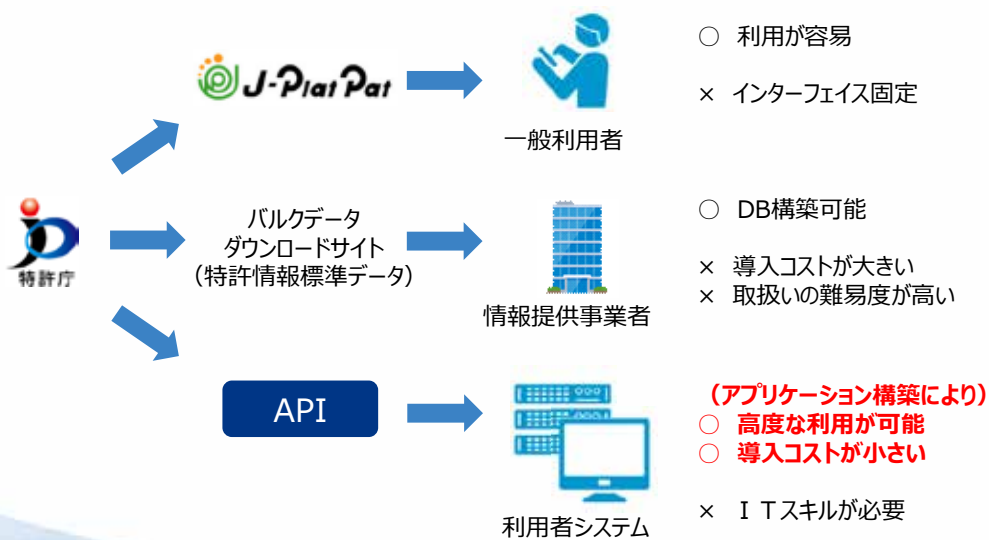 J-PlatPat
一般利用者
○ 利用が容易
× インターフェイス固定
特許庁
バルクデータ
ダウンロードサイト
(特許情報標準データ)
情報提供事業者
○ DB構築可能
× 導入コストが大きい
× 取扱いの難易度が高い
API
利用者システム
(アプリケーション構築により)
○ 高度な利用が可能
○ 導入コストが小さい
× ITスキルが必要